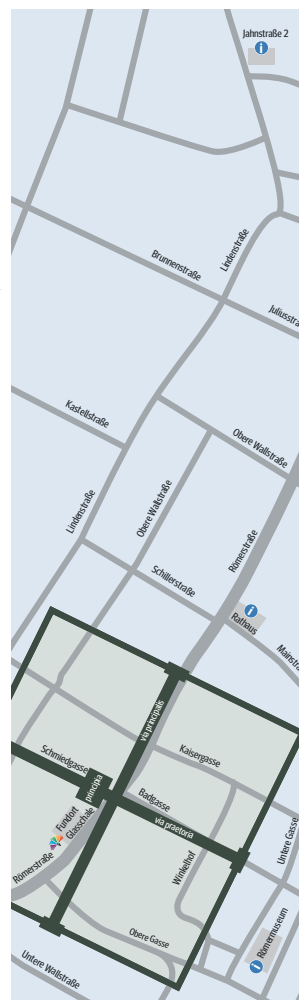 Jahnstraße 2
Lindenstraße
Brunnenstraße
Juliusstra
Kastellstraße
Obere Wallstraße
Lindenstraße
Obere Wallstraße
Römerstraße
Schillerstraße
Rathaus
Mainstra
via principalis
Kaisergasse
Schmiedgasse
principia
Badgasse
via praetoria
Fundort
Glasschale
Untere Gasse
Römerstraße
Winkelhof
Obere Gasse
Römermuseum
Untere Wallstraße